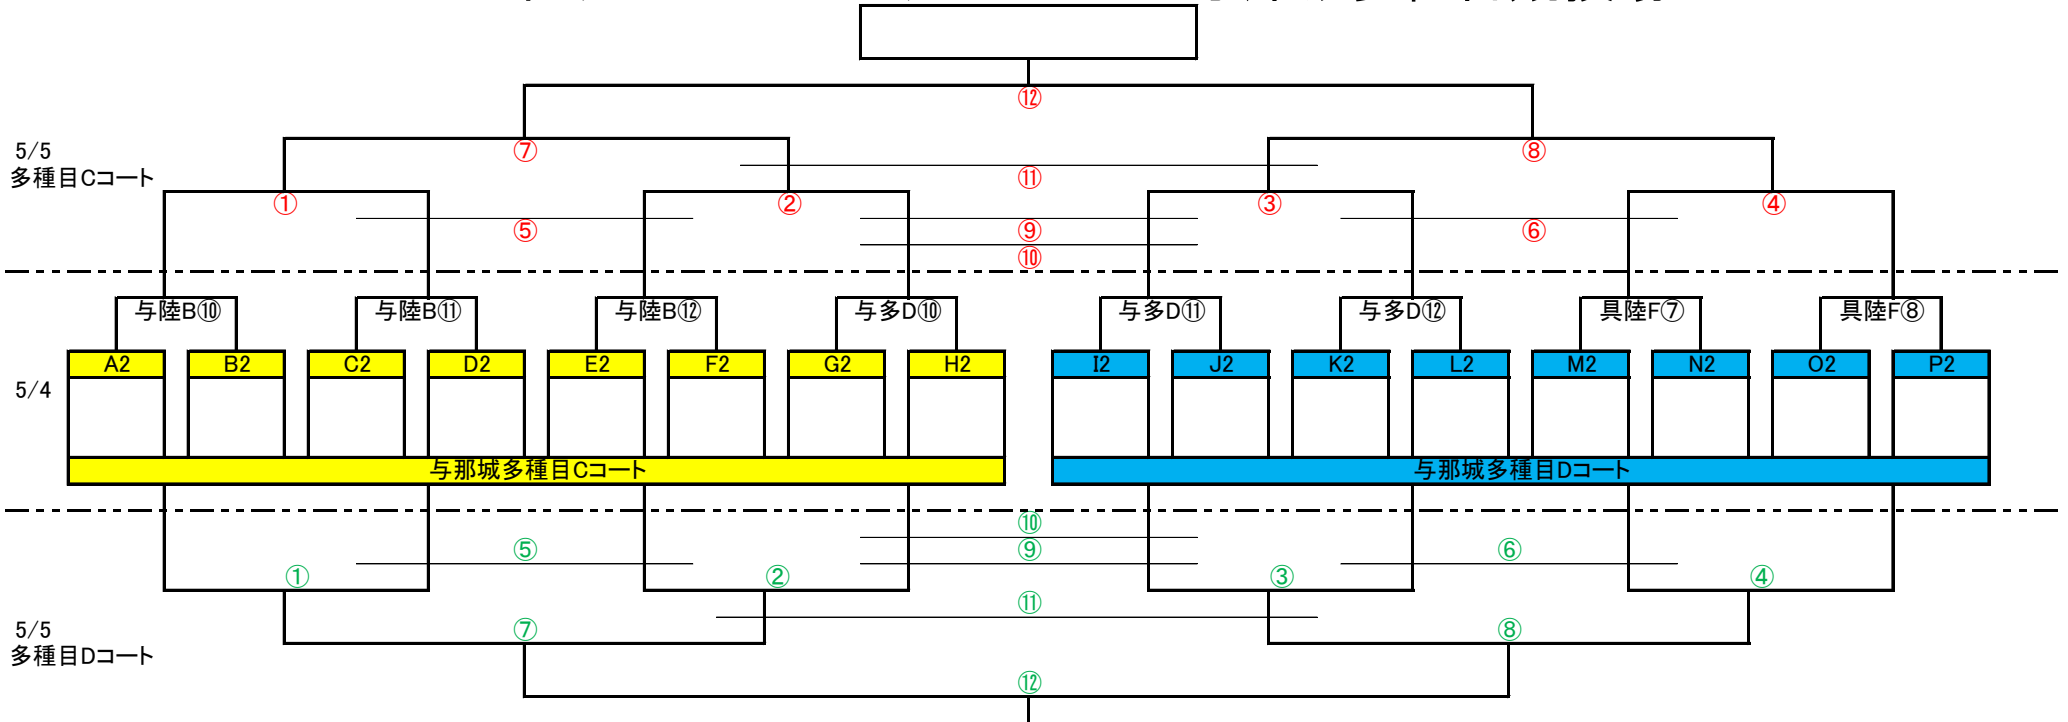 ⑫
5/5
多種目Cコート
⑦
⑧
⑪
①
②
③
④
⑤
⑨
⑥
⑩
与陸B⑩
与陸B⑪
与陸B⑫
与多D⑩
与多D⑪
与多D⑫
具陸F⑦
具陸F⑧
5/4
A2
B2
C2
D2
E2
F2
G2
H2
I2
J2
K2
L2
M2
N2
O2
P2
与那城多種目Cコート
与那城多種目Dコート
⑩
⑤
⑨
⑥
①
②
③
④
⑪
5/5
多種目Dコート
⑦
⑧
⑫